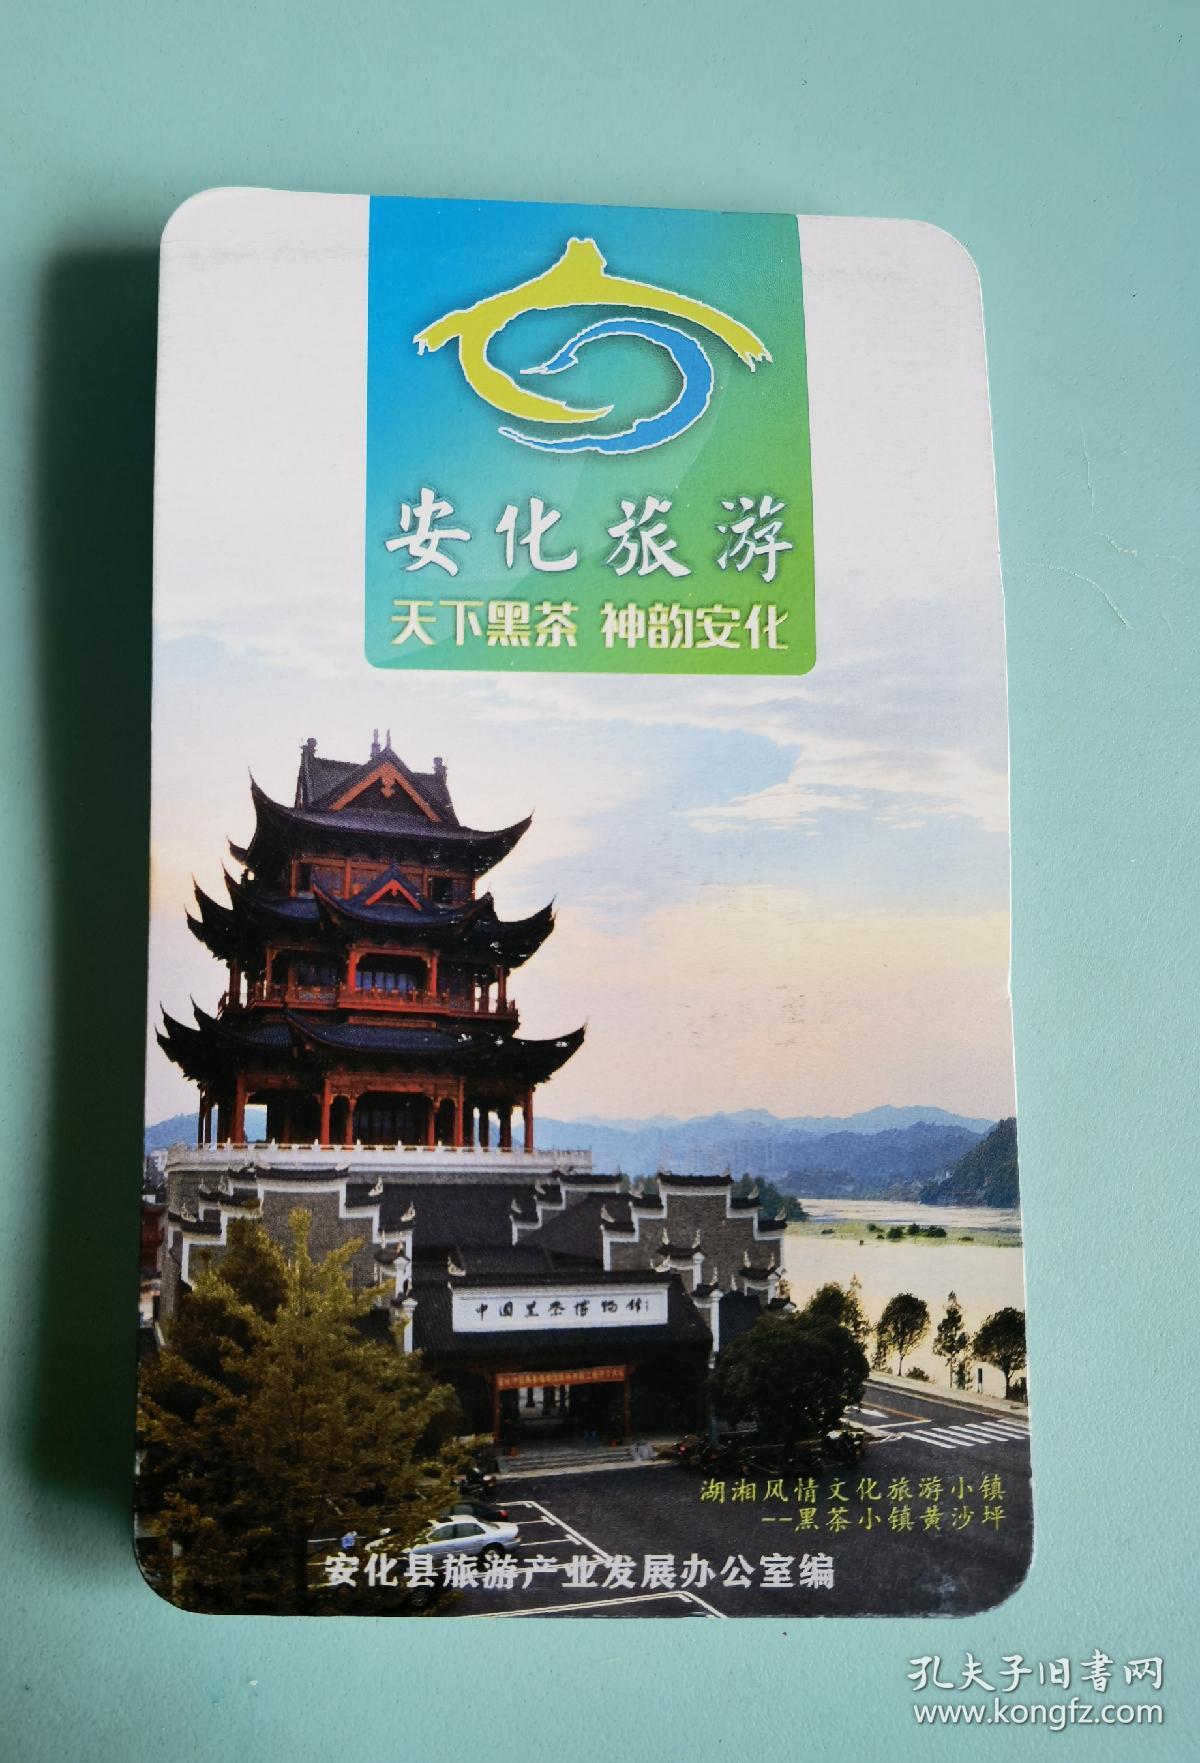 安化旅游
天下黑茶 神韵安化
中国黑茶博物馆
湖湘风情文化旅游小镇
--黑茶小镇黄沙坪
安化县旅游产业发展办公室编
孔夫子旧书网
www.kongfz.com